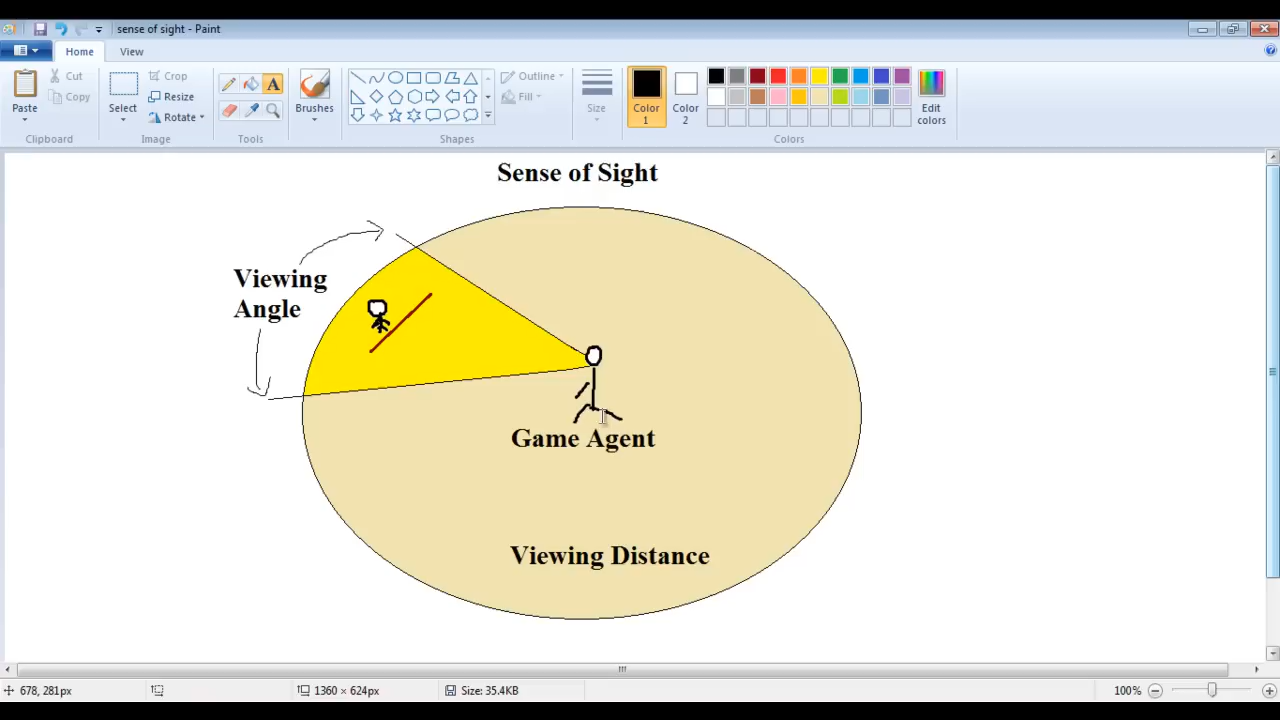 sense of sight - Paint
Home
View
Paste
Cut
Copy
Clipboard
Select
Crop
Resize
Rotate
Image
A
Tools
Brushes
Outline
Fill
Shapes
Size
Color
1
Color
2
Edit
colors
Colors
Sense of Sight
Viewing
Angle
Game Agent
Viewing Distance
678, 281px
1360 × 624px
Size: 35.4KB
100%